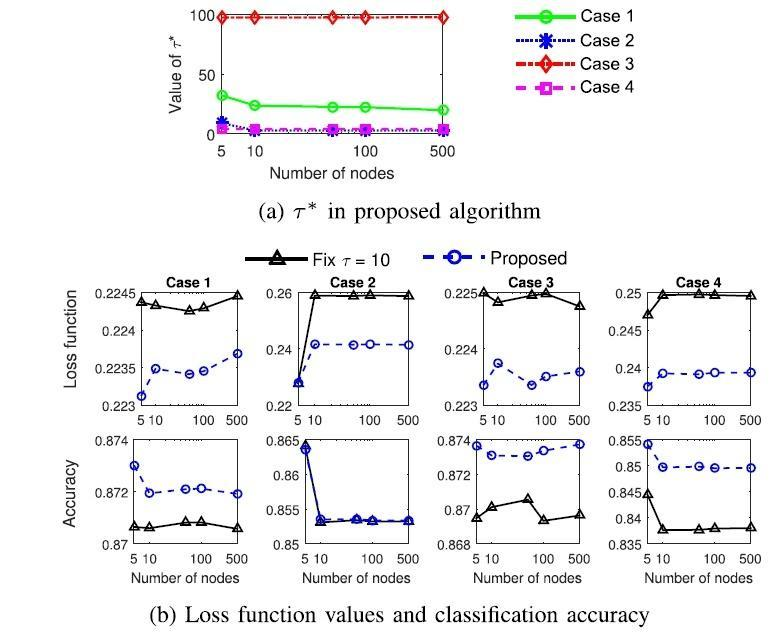 100
50
0
Value of τ*
5 10 100 500
Number of nodes
Case 1
Case 2
Case 3
Case 4
(a) τ* in proposed algorithm
Fix τ = 10 Proposed
Case 1 Case 2 Case 3 Case 4
Loss function
0.2245 0.26 0.225 0.25
0.224 0.245
0.2235 0.24 0.224 0.24
0.223 0.22 0.223 0.235
5 10 100 500 5 10 100 500 5 10 100 500 5 10 100 500
Accuracy
0.874 0.865 0.874 0.855
0.872 0.86 0.872 0.85
0.855 0.87 0.845
0.84
0.87 0.85 0.868 0.835
5 10 100 500 5 10 100 500 5 10 100 500 5 10 100 500
Number of nodes Number of nodes Number of nodes Number of nodes
(b) Loss function values and classification accuracy